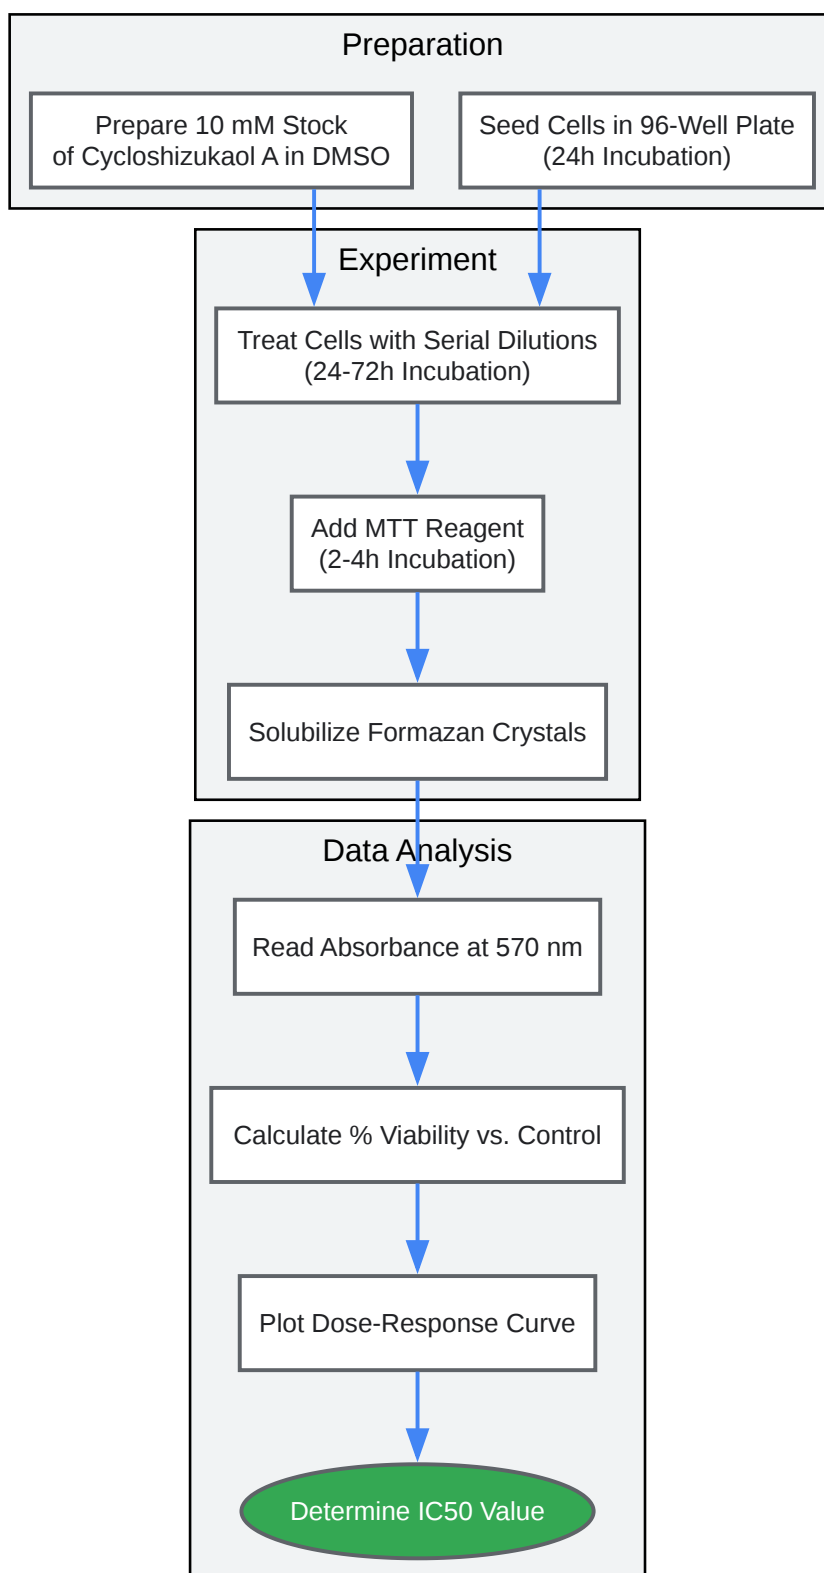 Preparation
Prepare 10 mM Stock
of Cycloshizukaol A in DMSO
Seed Cells in 96-Well Plate
(24h Incubation)
Experiment
Treat Cells with Serial Dilutions
(24-72h Incubation)
Add MTT Reagent
(2-4h Incubation)
Solubilize Formazan Crystals
Data Analysis
Read Absorbance at 570 nm
Calculate % Viability vs. Control
Plot Dose-Response Curve
Determine IC50 Value